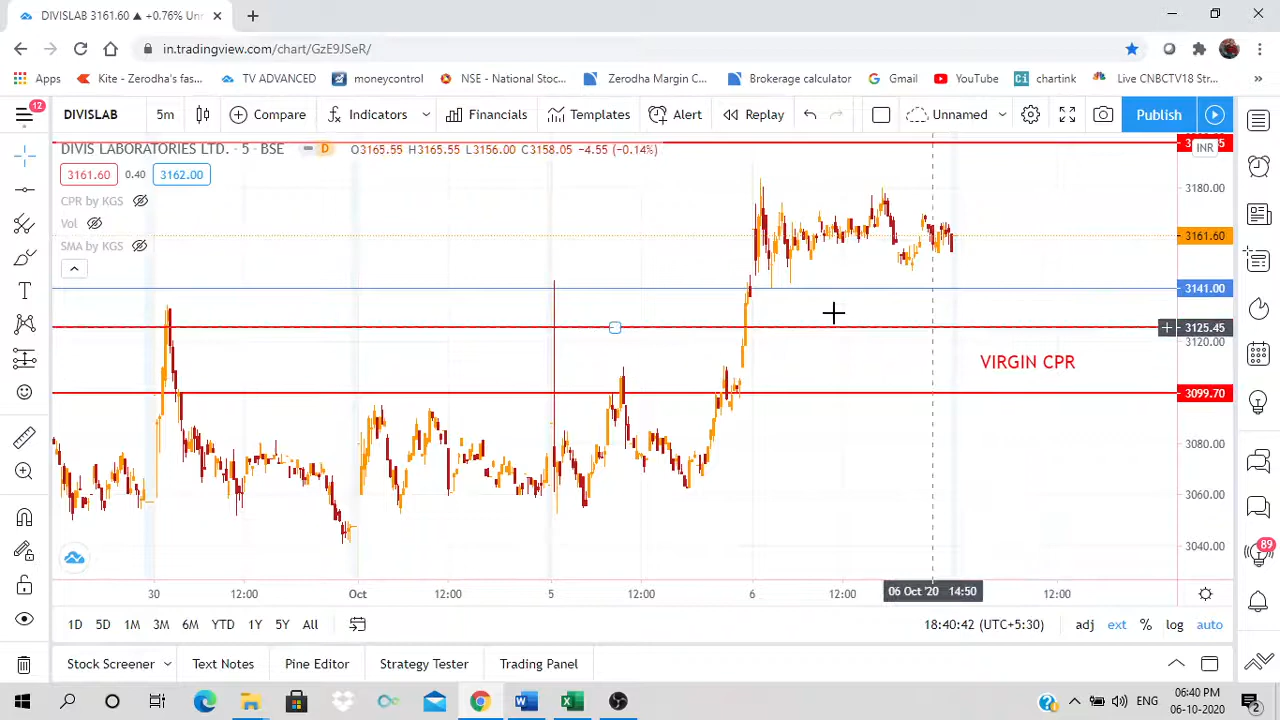 DIVISLAB 3161.60 ▲ +0.76% Unr
in.tradingview.com/chart/GzE9JSeR/
Apps Kite - Zerodha's fas... TV ADVANCED moneycontrol NSE - National Stoc... Zerodha Margin C... Brokerage calculator Gmail YouTube chartink Live CNBCTV18 Str... »
12
DIVISLAB 5m Compare Indicators Financials Templates Alert Replay Unnamed Publish
DIVIS LABORATORIES LTD. · 5 · BSE D O3165.55 H3165.55 L3156.00 C3158.05 -4.55 (-0.14%)
INR
3161.60 0.40 3162.00
3180.00
CPR by KGS
Vol
3161.60
SMA by KGS
3141.00
3125.45
3120.00
VIRGIN CPR
3099.70
3080.00
3060.00
3040.00
89
30 12:00 Oct 12:00 5 12:00 6 12:00 06 Oct '20 14:50 12:00
1D 5D 1M 3M 6M YTD 1Y 5Y All 18:40:42 (UTC+5:30) adj ext % log auto
Stock Screener Text Notes Pine Editor Strategy Tester Trading Panel
ENG 06:40 PM
06-10-2020 2